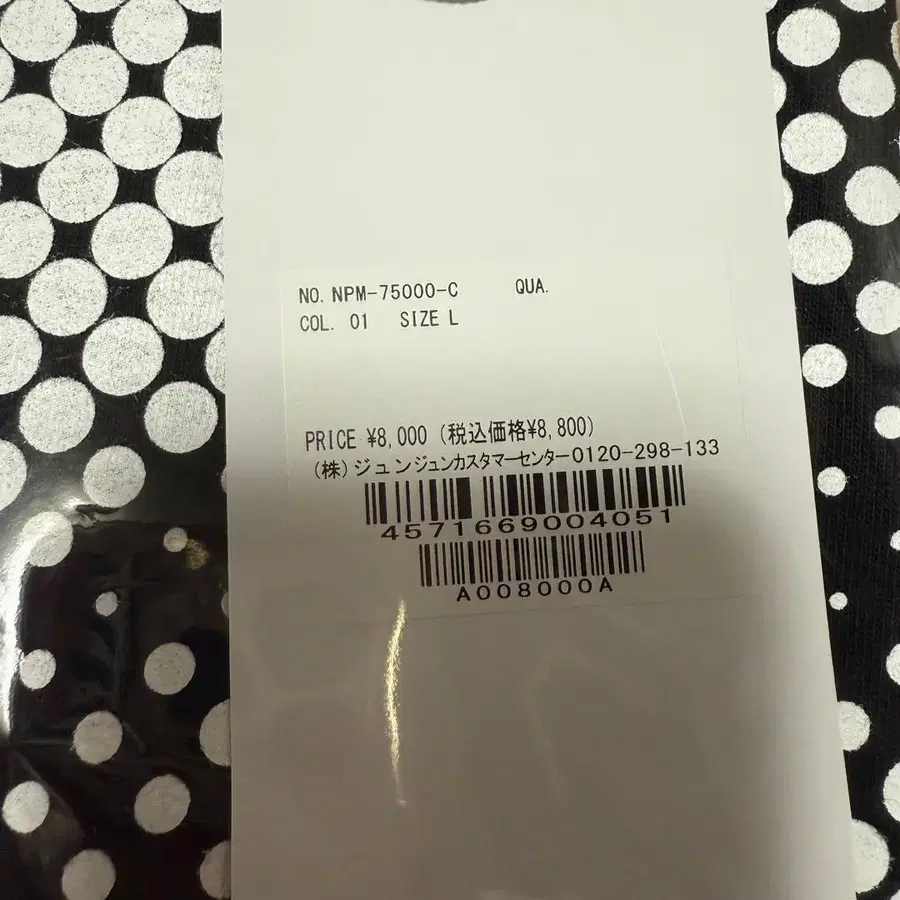 NO. NPM-75000-C QUA.
COL. 01 SIZE L
PRICE ¥8,000 (税込価格¥8,800)
(株)ジュンジュンカスタマーセンター0120-298-133
4571669004051
A008000A